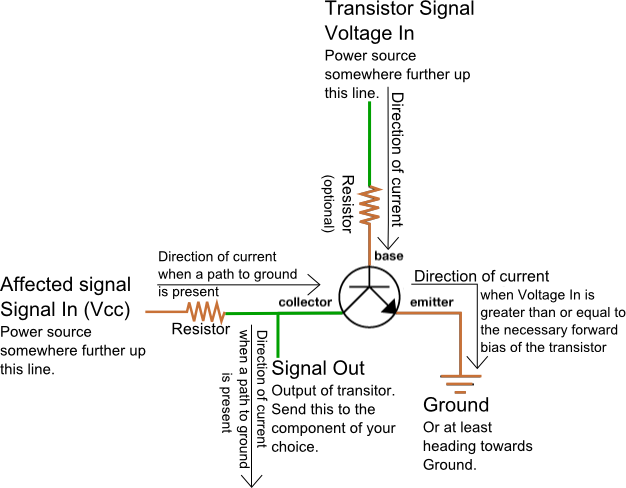 Transistor Signal
Voltage In
Power source
somewhere further up
this line.
Direction of current
Resistor
(optional)
base
Direction of current
when a path to ground
is present
Affected signal
Signal In (Vcc)
Power source
somewhere further up
this line.
Resistor
collector
emitter
Direction of current
when Voltage In is
greater than or equal to
the necessary forward
bias of the transistor
Direction of current
when a path to ground
is present
Signal Out
Output of transitor.
Send this to the
component of your
choice.
Ground
Or at least
heading towards
Ground.